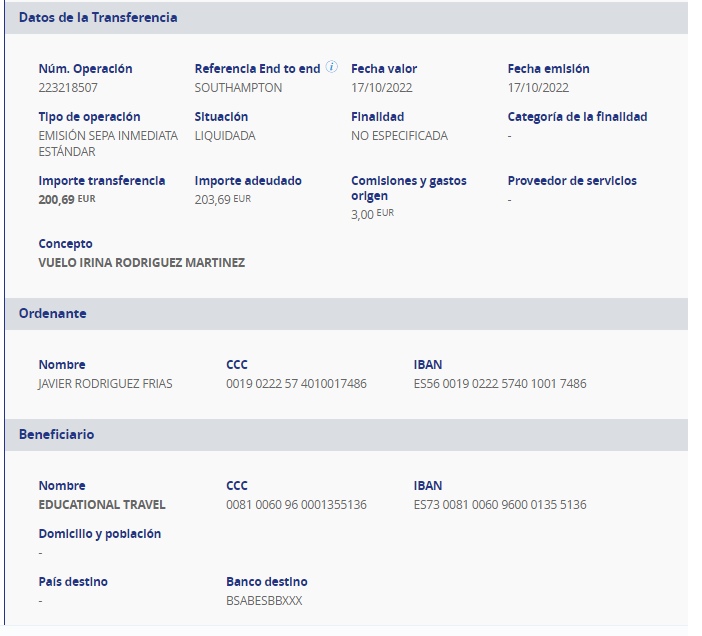 Datos de la Transferencia
Núm. Operación Referencia End to end i Fecha valor Fecha emisión
223218507 SOUTHAMPTON 17/10/2022 17/10/2022
Tipo de operación Situación Finalidad Categoría de la finalidad
EMISIÓN SEPA INMEDIATA LIQUIDADA NO ESPECIFICADA -
ESTÁNDAR
Importe transferencia Importe adeudado Comisiones y gastos Proveedor de servicios
origen
200,69 EUR 203,69 EUR -
3,00 EUR
Concepto
VUELO IRINA RODRIGUEZ MARTINEZ
Ordenante
Nombre CCC IBAN
JAVIER RODRIGUEZ FRIAS 0019 0222 57 4010017486 ES56 0019 0222 5740 1001 7486
Beneficiario
Nombre CCC IBAN
EDUCATIONAL TRAVEL 0081 0060 96 0001355136 ES73 0081 0060 9600 0135 5136
Domicilio y población
-
País destino Banco destino
- BSABESBBXXX